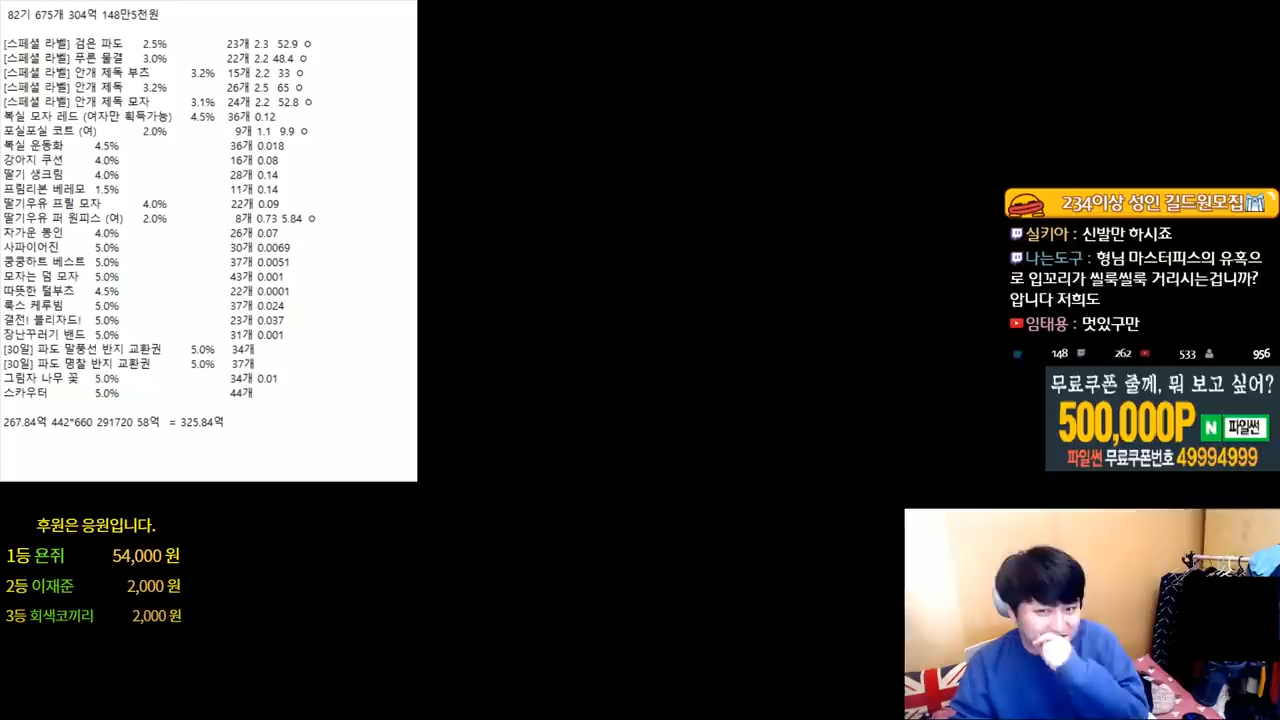 82기 675개 304억 148만5천원
[스페셜 라벨] 검은 파도 2.5% 23개 2.3 52.9 ㅇ
[스페셜 라벨] 푸른 물결 3.0% 22개 2.2 48.4 ㅇ
[스페셜 라벨] 안개 제독 부츠 3.2% 15개 2.2 33 ㅇ
[스페셜 라벨] 안개 제독 3.2% 26개 2.5 65 ㅇ
[스페셜 라벨] 안개 제독 모자 3.1% 24개 2.2 52.8 ㅇ
복실 모자 레드 (여자만 획득가능) 4.5% 36개 0.12
포실포실 코트 (여) 2.0% 9개 1.1 9.9 ㅇ
복실 운동화 4.5% 36개 0.018
강아지 쿠션 4.0% 16개 0.08
딸기 생크림 4.0% 28개 0.14
프림리본 베레모 1.5% 11개 0.14
딸기우유 프릴 모자 4.0% 22개 0.09
딸기우유 퍼 원피스 (여) 2.0% 8개 0.73 5.84 ㅇ
자가운 동인 4.0% 26개 0.07
사파이어진 5.0% 30개 0.0069
쿵쿵하트 베스트 5.0% 37개 0.0051
모자는 덤 모자 5.0% 43개 0.001
따뜻한 털부츠 4.5% 22개 0.0001
룩스 케루빔 5.0% 37개 0.024
결전! 블리자드! 5.0% 23개 0.037
장난꾸러기 밴드 5.0% 31개 0.001
[30일] 파도 말풍선 반지 교환권 5.0% 34개
[30일] 파도 명찰 반지 교환권 5.0% 37개
그림자 나무 꽃 5.0% 34개 0.01
스카우터 5.0% 44개
267.84억 442*660 291720 58억 = 325.84억
234이상 성인 길드원모집
실키아 : 신발만 하시죠
나는도구 : 형님 마스터피스의 유혹으
로 입꼬리가 씰룩씰룩 거리시는겁니까?
압니다 저희도
임태용 : 멋있구만
148 262 533 956
무료쿠폰 줄께, 뭐 보고 싶어?
500,000P N 파일썬
파일썬 무료쿠폰번호 49994999
후원은 응원입니다.
1등 욘쥐 54,000 원
2등 이재준 2,000 원
3등 회색코끼리 2,000 원